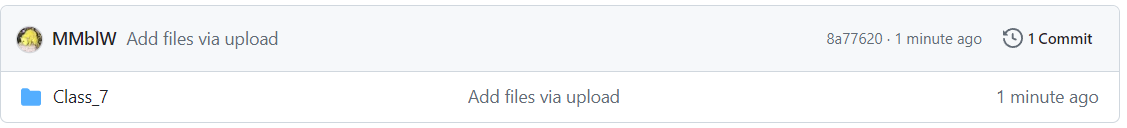 MMblW Add files via upload 8a77620 · 1 minute ago 1 Commit
Class_7 Add files via upload 1 minute ago